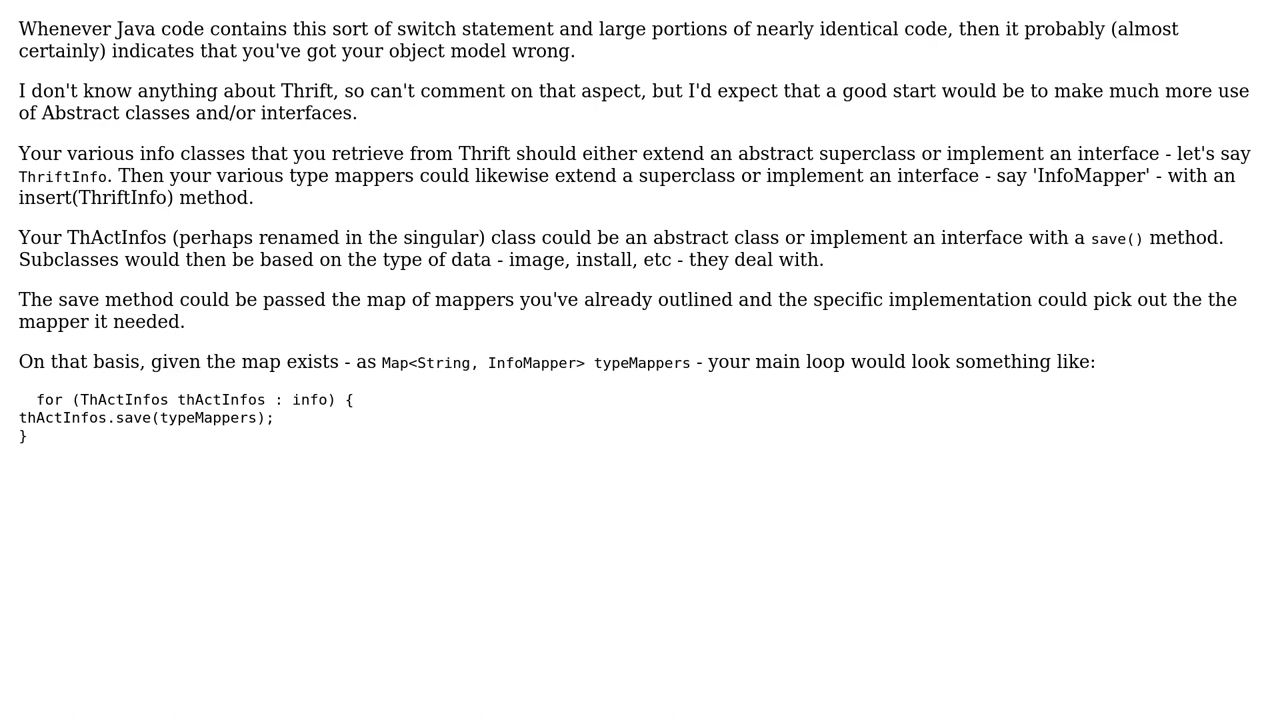 Whenever Java code contains this sort of switch statement and large portions of nearly identical code, then it probably (almost
certainly) indicates that you've got your object model wrong.
I don't know anything about Thrift, so can't comment on that aspect, but I'd expect that a good start would be to make much more use
of Abstract classes and/or interfaces.
Your various info classes that you retrieve from Thrift should either extend an abstract superclass or implement an interface - let's say
ThriftInfo. Then your various type mappers could likewise extend a superclass or implement an interface - say 'InfoMapper' - with an
insert(ThriftInfo) method.
Your ThActInfos (perhaps renamed in the singular) class could be an abstract class or implement an interface with a save() method.
Subclasses would then be based on the type of data - image, install, etc - they deal with.
The save method could be passed the map of mappers you've already outlined and the specific implementation could pick out the the
mapper it needed.
On that basis, given the map exists - as Map<String, InfoMapper> typeMappers - your main loop would look something like:
  for (ThActInfos thActInfos : info) {
thActInfos.save(typeMappers);
}